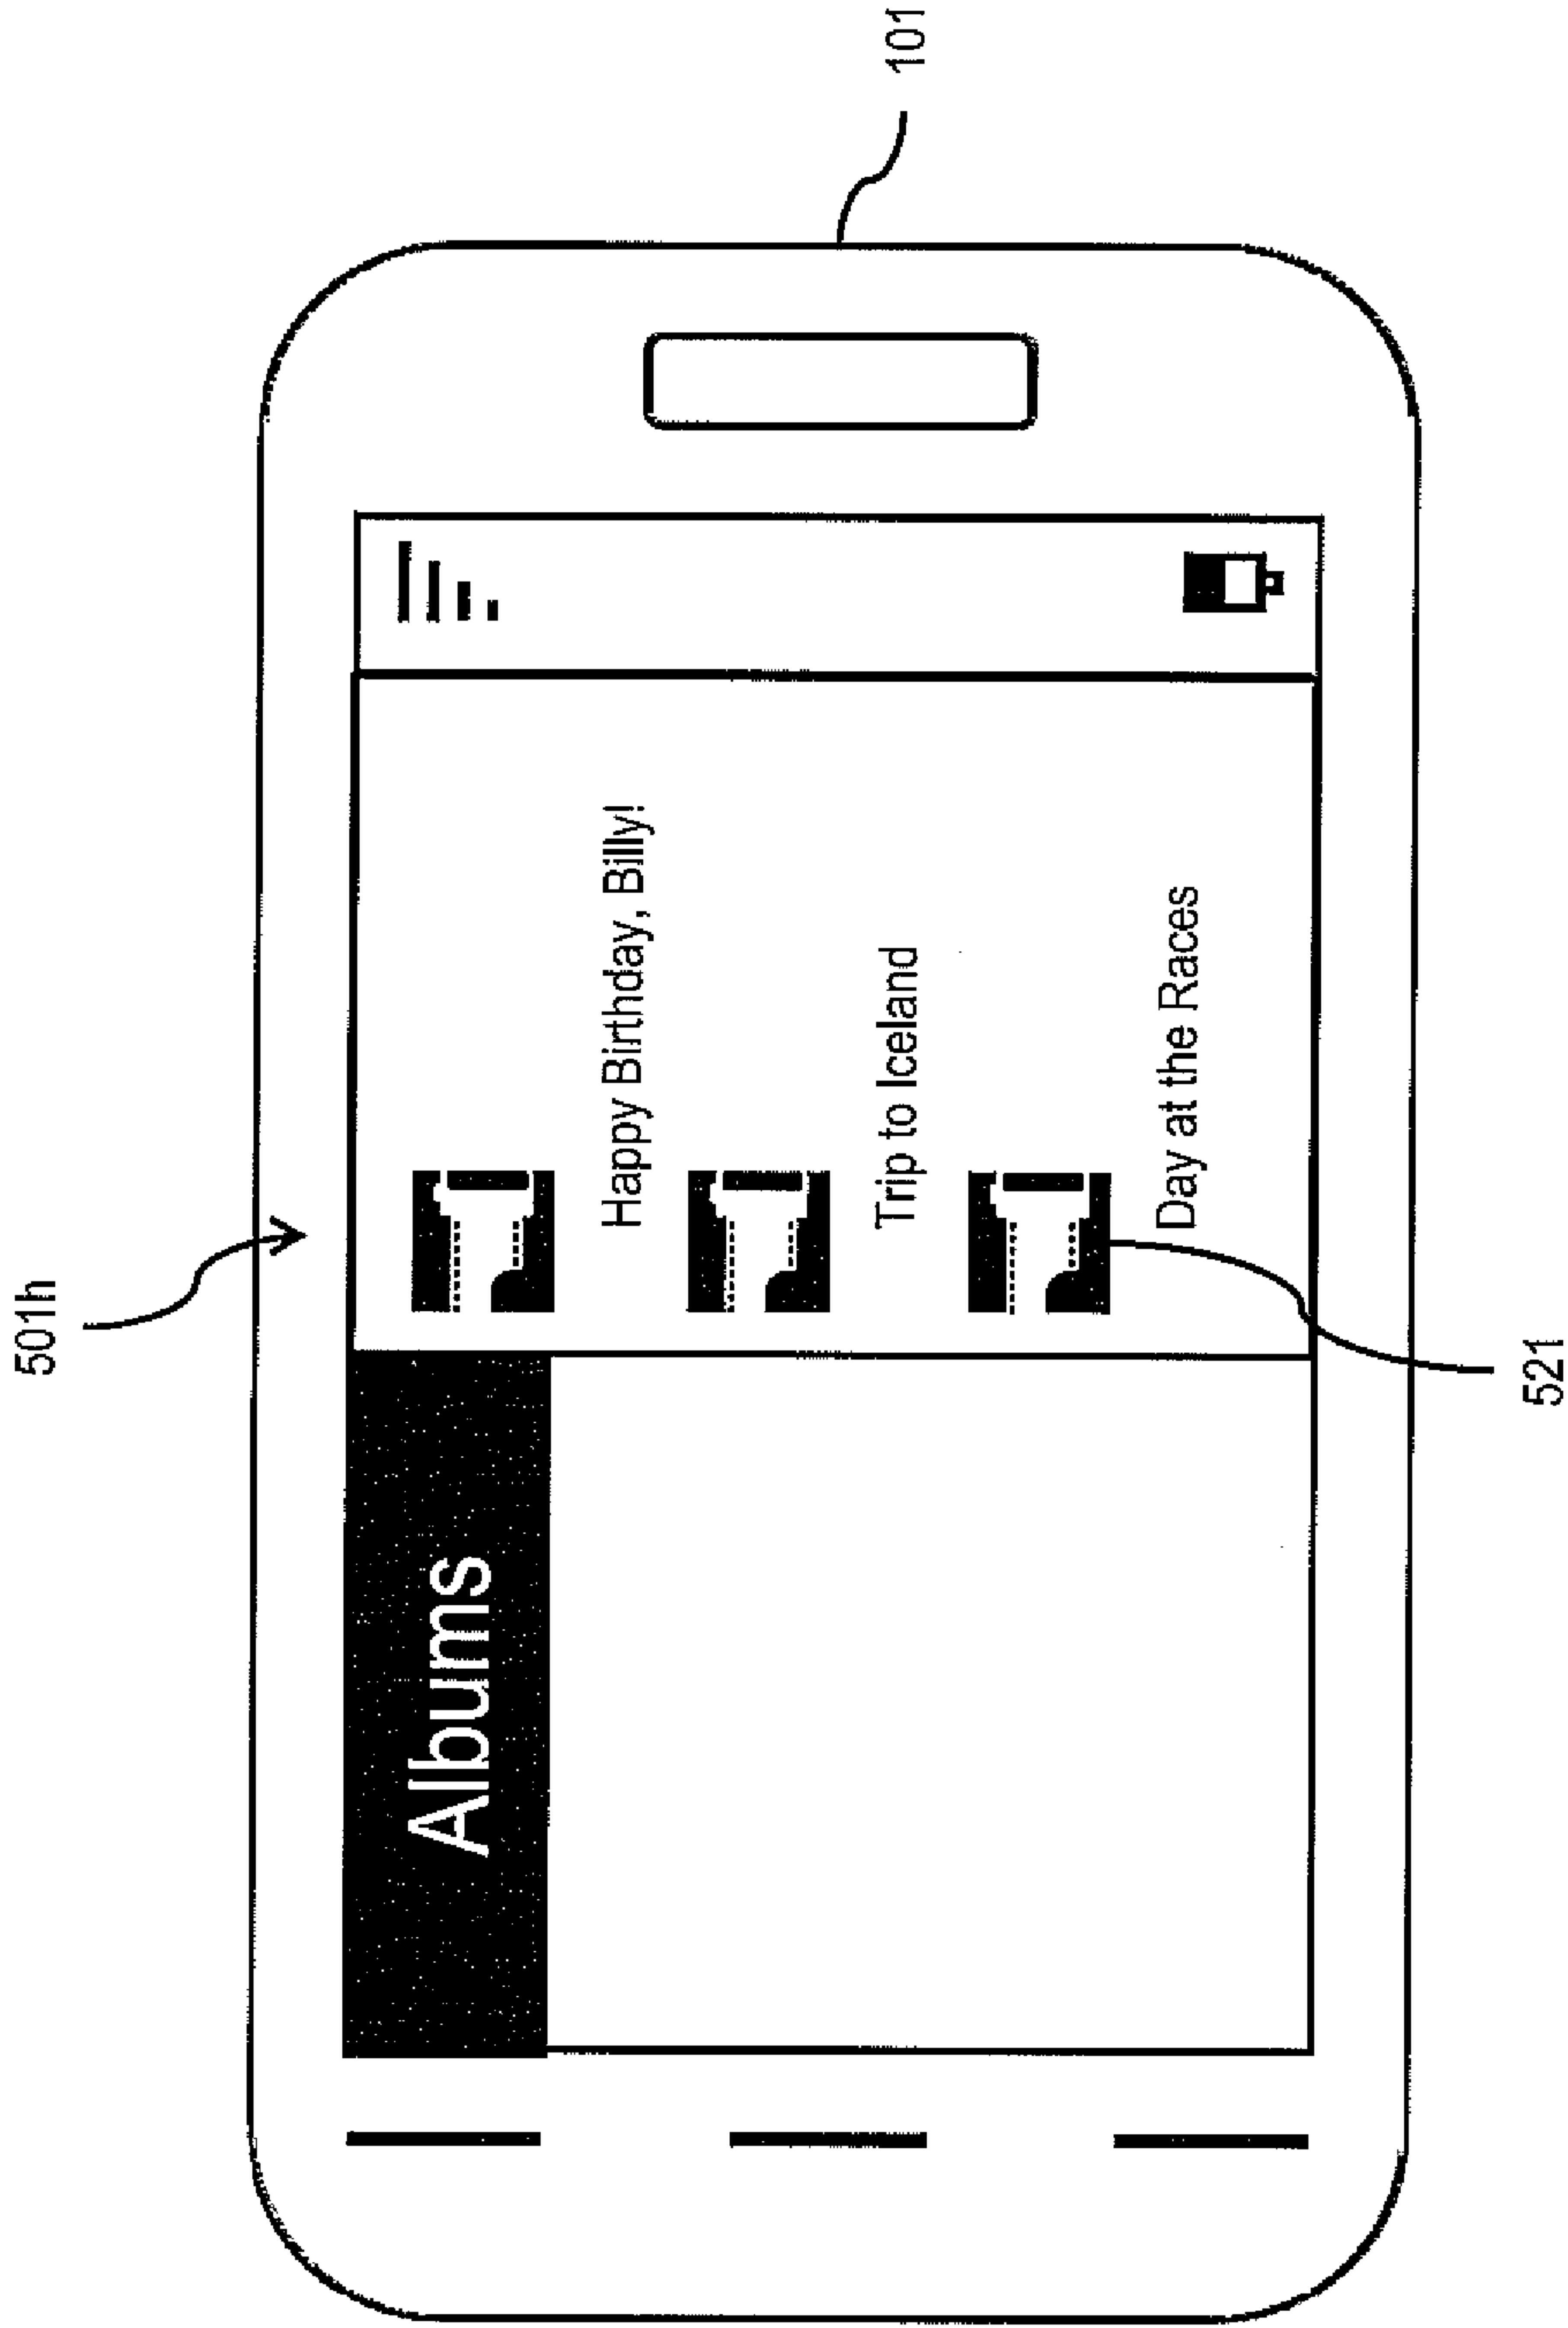 501h
101
Albums
Happy Birthday, Billy!
Trip to Iceland
Day at the Races
521